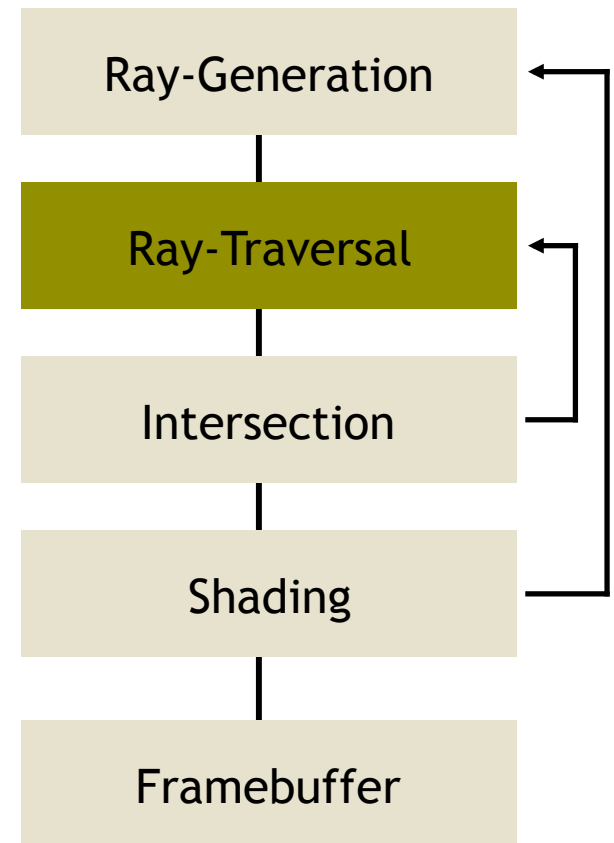 Ray-Generation
Ray-Traversal
Intersection
Shading
Framebuffer